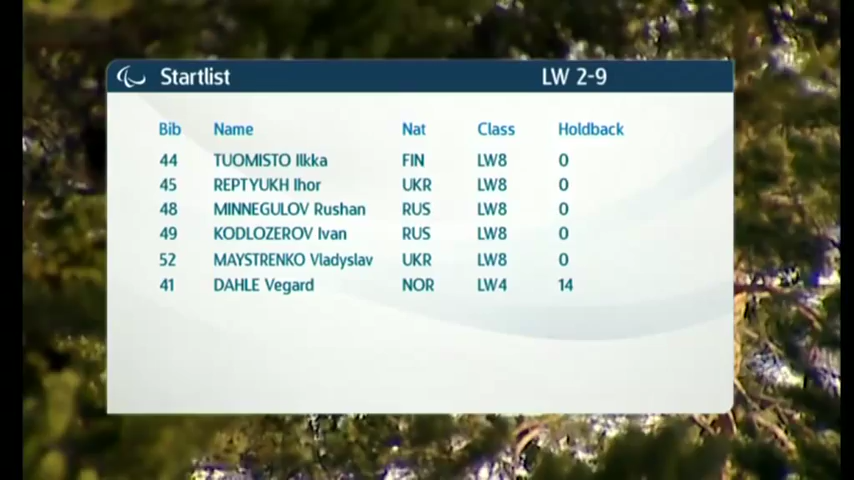 Startlist LW 2-9
Bib Name Nat Class Holdback
44 TUOMISTO Ilkka FIN LW8 0
45 REPTYUKH Ihor UKR LW8 0
48 MINNEGULOV Rushan RUS LW8 0
49 KODLOZEROV Ivan RUS LW8 0
52 MAYSTRENKO Vladyslav UKR LW8 0
41 DAHLE Vegard NOR LW4 14